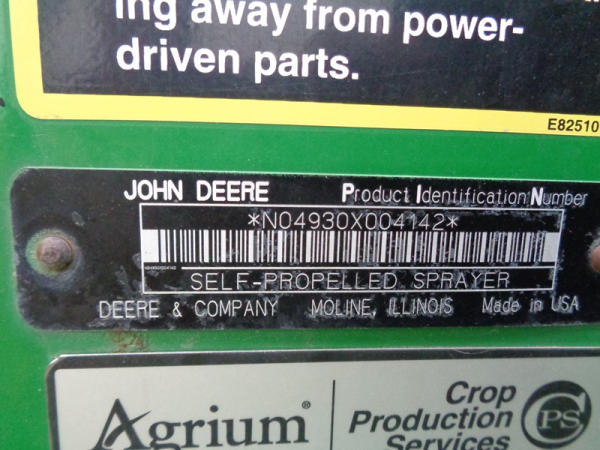 ing away from power-
driven parts.
E82510
JOHN DEERE Product Identification Number
*N04930X004142*
SELF-PROPELLED SPRAYER
DEERE & COMPANY MOLINE, ILLINOIS Made in USA
Agrium®
Crop
Production
Services
CPS